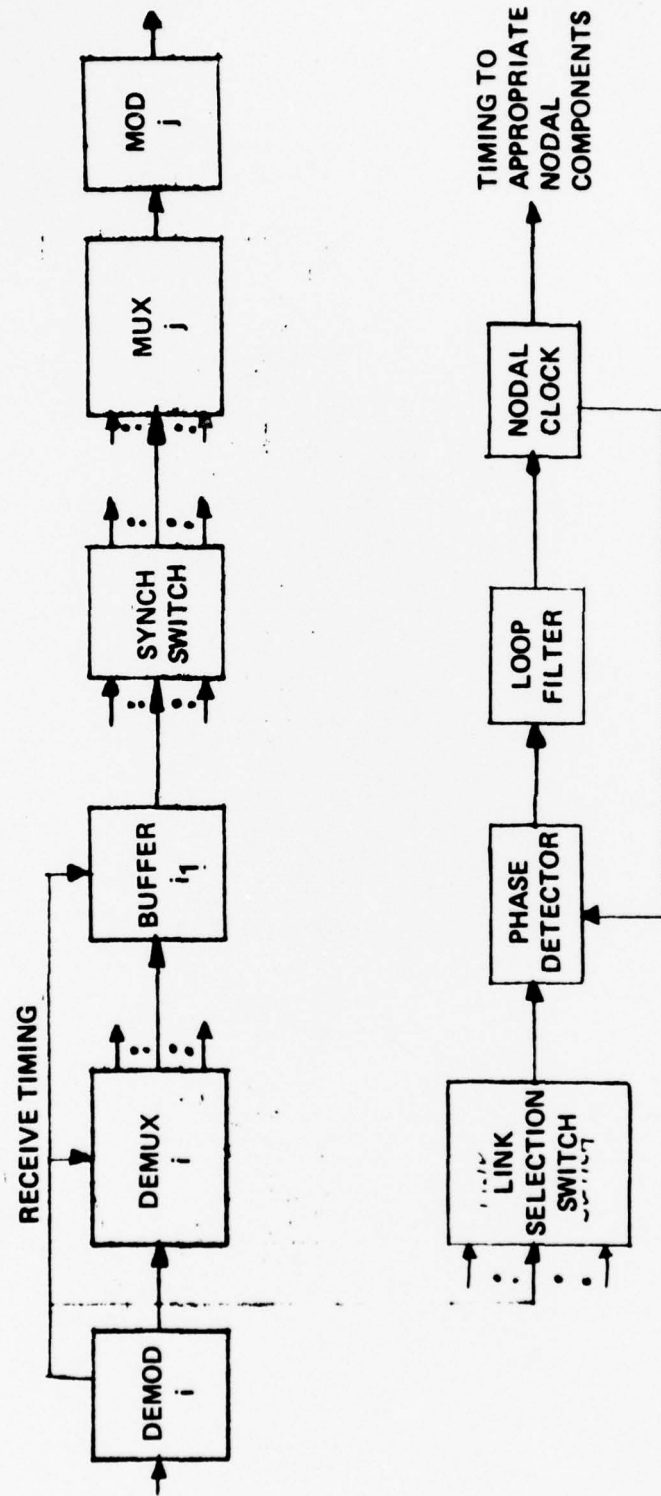 RECEIVE TIMING
DEMOD
i
DEMUX
i
BUFFER
i1
SYNCH
SWITCH
MUX
j
MOD
j
LINK
SELECTION
SWITCH
PHASE
DETECTOR
LOOP
FILTER
NODAL
CLOCK
TIMING TO
APPROPRIATE
NODAL
COMPONENTS